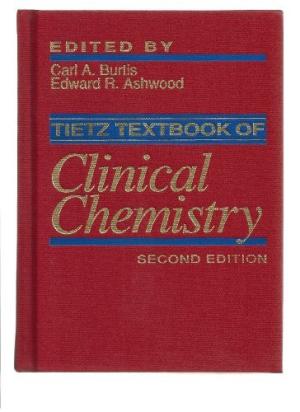 EDITED BY
Carl A. Burtis
Edward R. Ashwood
TIETZ TEXTBOOK OF
Clinical
Chemistry
SECOND EDITION